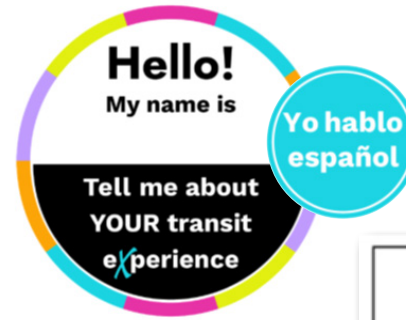 Hello!
My name is
Tell me about
YOUR transit
eXperience
Yo hablo
español